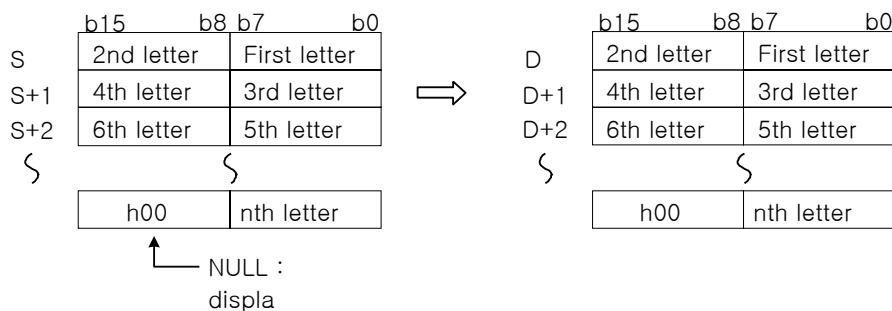 b15 b8 b7 b0 b15 b8 b7 b0
S 2nd letter First letter D 2nd letter First letter
S+1 4th letter 3rd letter D+1 4th letter 3rd letter
S+2 6th letter 5th letter D+2 6th letter 5th letter
h00 nth letter h00 nth letter
NULL :
displa